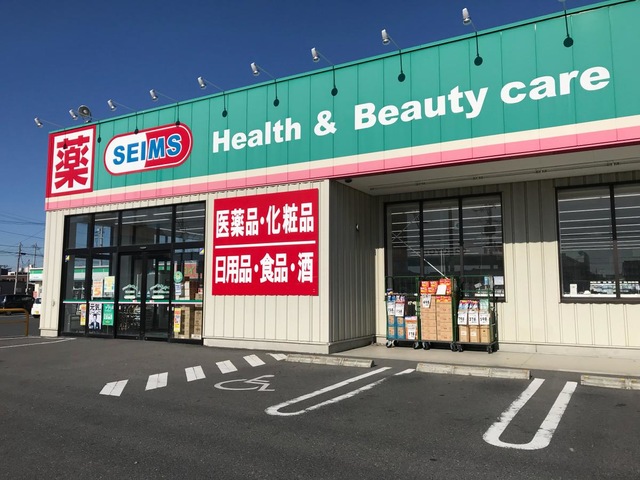 薬
SEIMS
Health & Beauty care
医薬品・化粧品
日用品・食品・酒